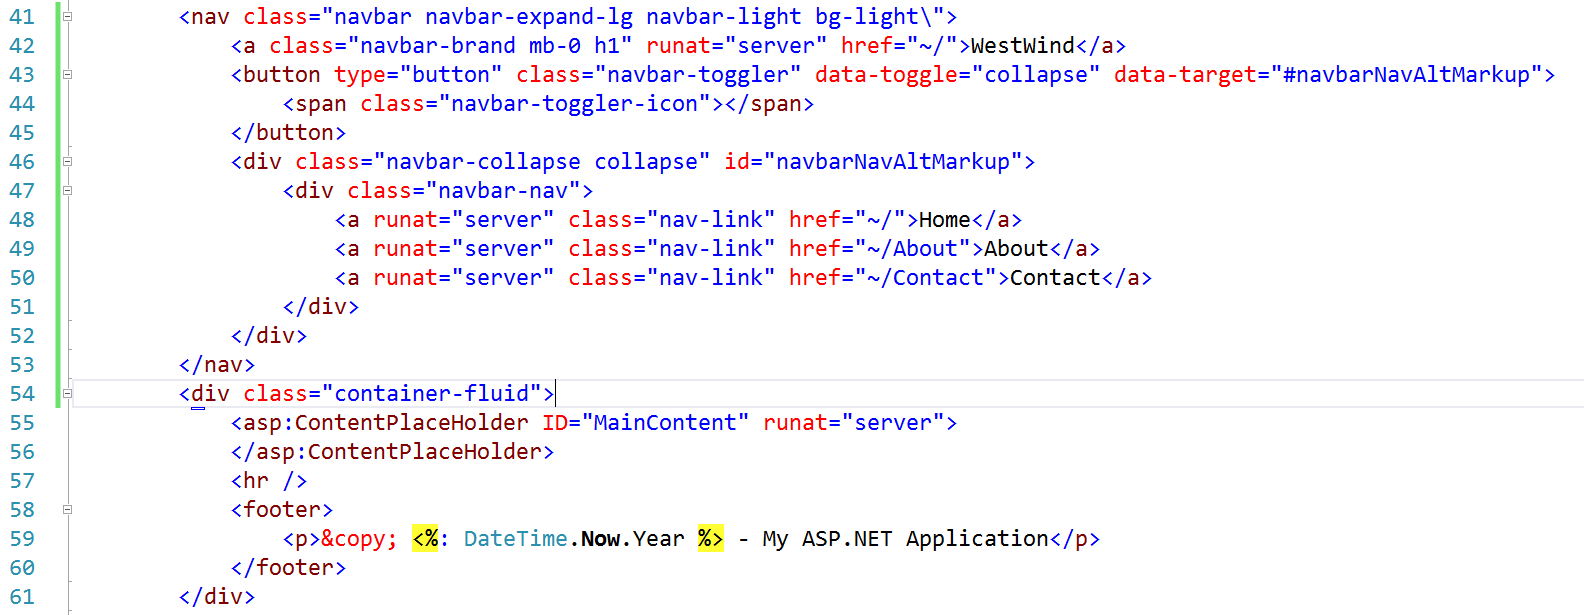 41 <nav class="navbar navbar-expand-lg navbar-light bg-light\">
42 <a class="navbar-brand mb-0 h1" runat="server" href="~/">WestWind</a>
43 <button type="button" class="navbar-toggler" data-toggle="collapse" data-target="#navbarNavAltMarkup">
44 <span class="navbar-toggler-icon"></span>
45 </button>
46 <div class="navbar-collapse collapse" id="navbarNavAltMarkup">
47 <div class="navbar-nav">
48 <a runat="server" class="nav-link" href="~/">Home</a>
49 <a runat="server" class="nav-link" href="~/About">About</a>
50 <a runat="server" class="nav-link" href="~/Contact">Contact</a>
51 </div>
52 </div>
53 </nav>
54 <div class="container-fluid">
55 <asp:ContentPlaceHolder ID="MainContent" runat="server">
56 </asp:ContentPlaceHolder>
57 <hr />
58 <footer>
59 <p>&copy; <%: DateTime.Now.Year %> - My ASP.NET Application</p>
60 </footer>
61 </div>